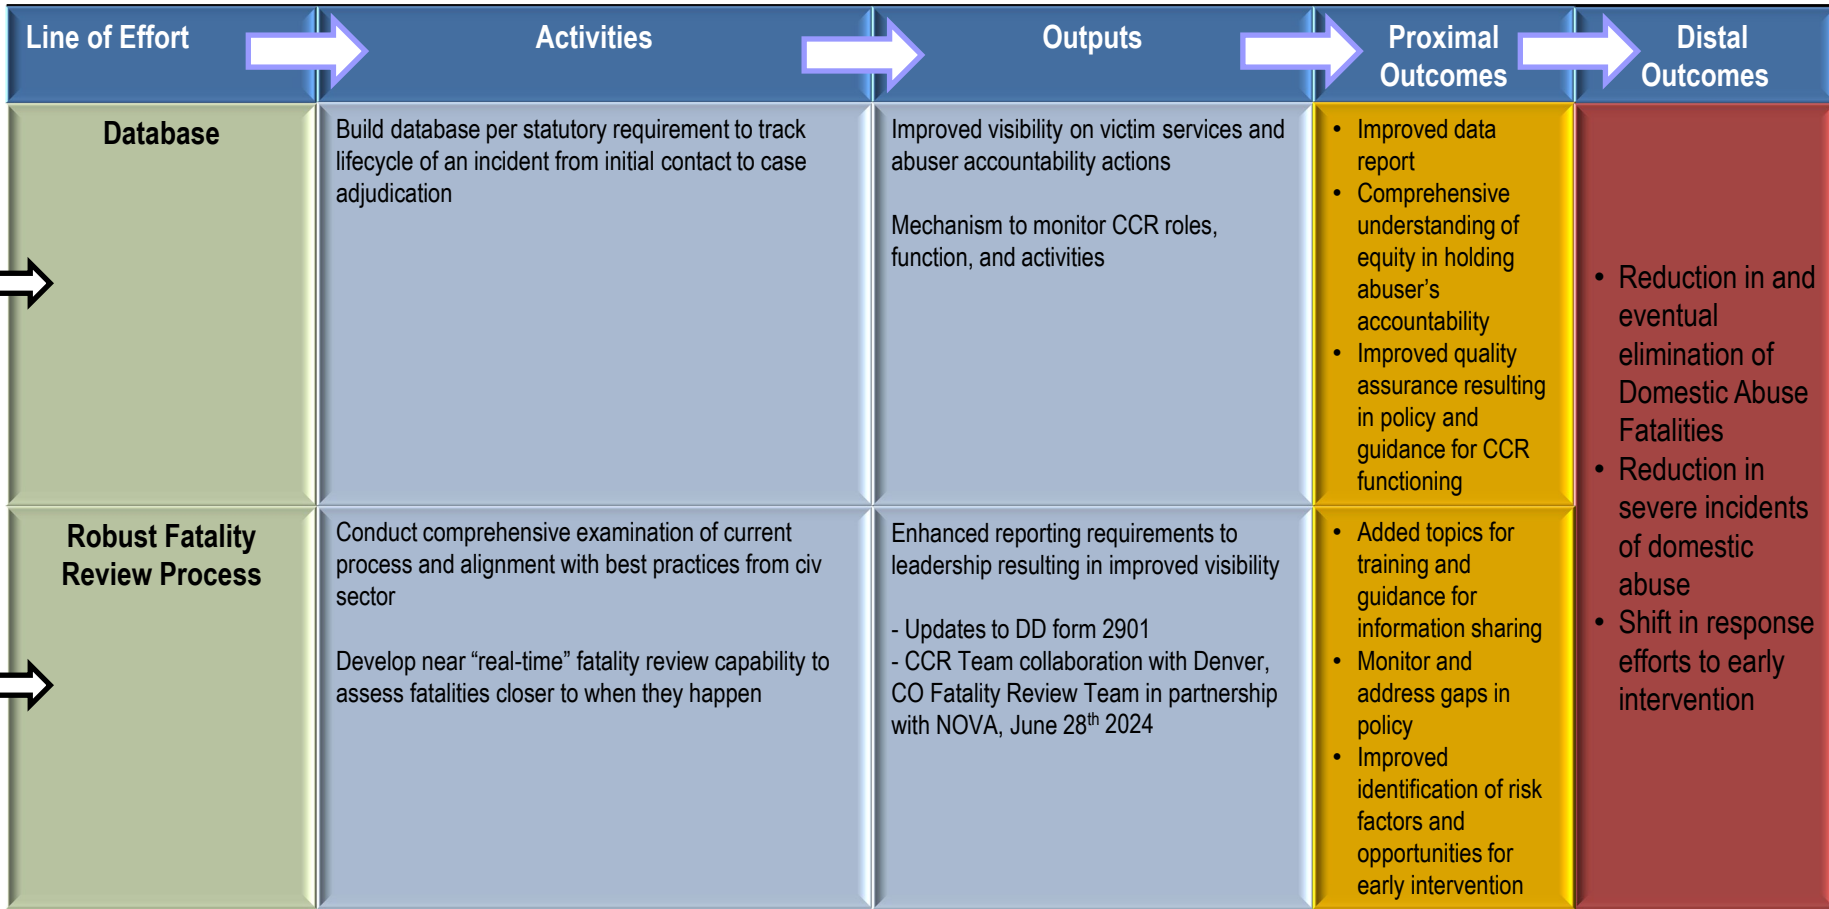 Line of Effort
Activities
Outputs
Proximal
Outcomes
Distal
Outcomes
Database
Build database per statutory requirement to track
lifecycle of an incident from initial contact to case
adjudication
Improved visibility on victim services and
abuser accountability actions
Mechanism to monitor CCR roles,
function, and activities
• Improved data
report
• Comprehensive
understanding of
equity in holding
abuser’s
accountability
• Improved quality
assurance resulting
in policy and
guidance for CCR
functioning
Robust Fatality
Review Process
Conduct comprehensive examination of current
process and alignment with best practices from civ
sector
Develop near “real-time” fatality review capability to
assess fatalities closer to when they happen
Enhanced reporting requirements to
leadership resulting in improved visibility
- Updates to DD form 2901
- CCR Team collaboration with Denver,
CO Fatality Review Team in partnership
with NOVA, June 28th 2024
• Added topics for
training and
guidance for
information sharing
• Monitor and
address gaps in
policy
• Improved
identification of risk
factors and
opportunities for
early intervention
• Reduction in and
eventual
elimination of
Domestic Abuse
Fatalities
• Reduction in
severe incidents
of domestic
abuse
• Shift in response
efforts to early
intervention